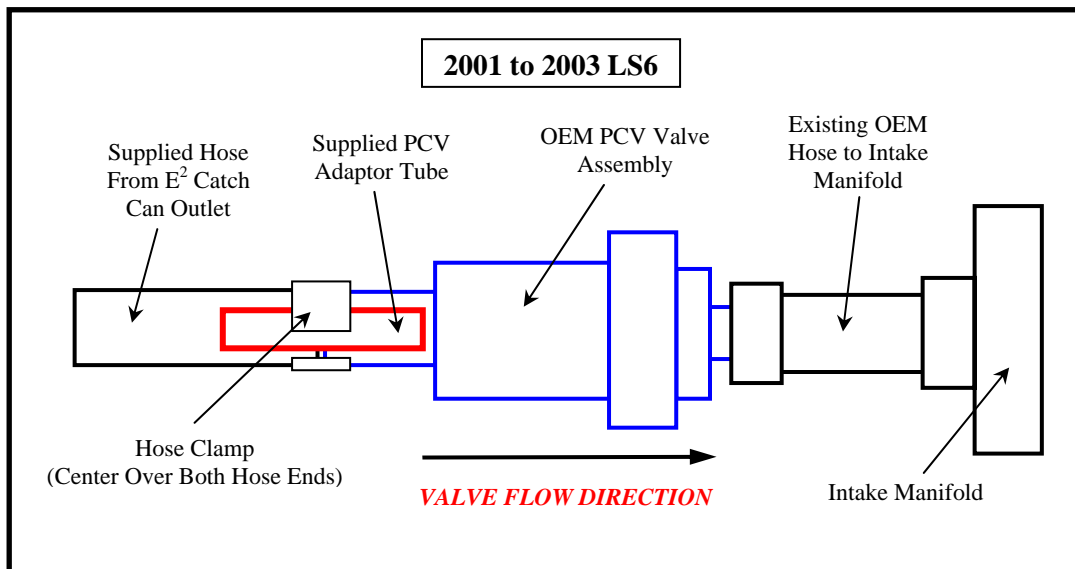 2001 to 2003 LS6
Supplied Hose
From E² Catch
Can Outlet
Supplied PCV
Adaptor Tube
OEM PCV Valve
Assembly
Existing OEM
Hose to Intake
Manifold
Hose Clamp
(Center Over Both Hose Ends)
VALVE FLOW DIRECTION
Intake Manifold